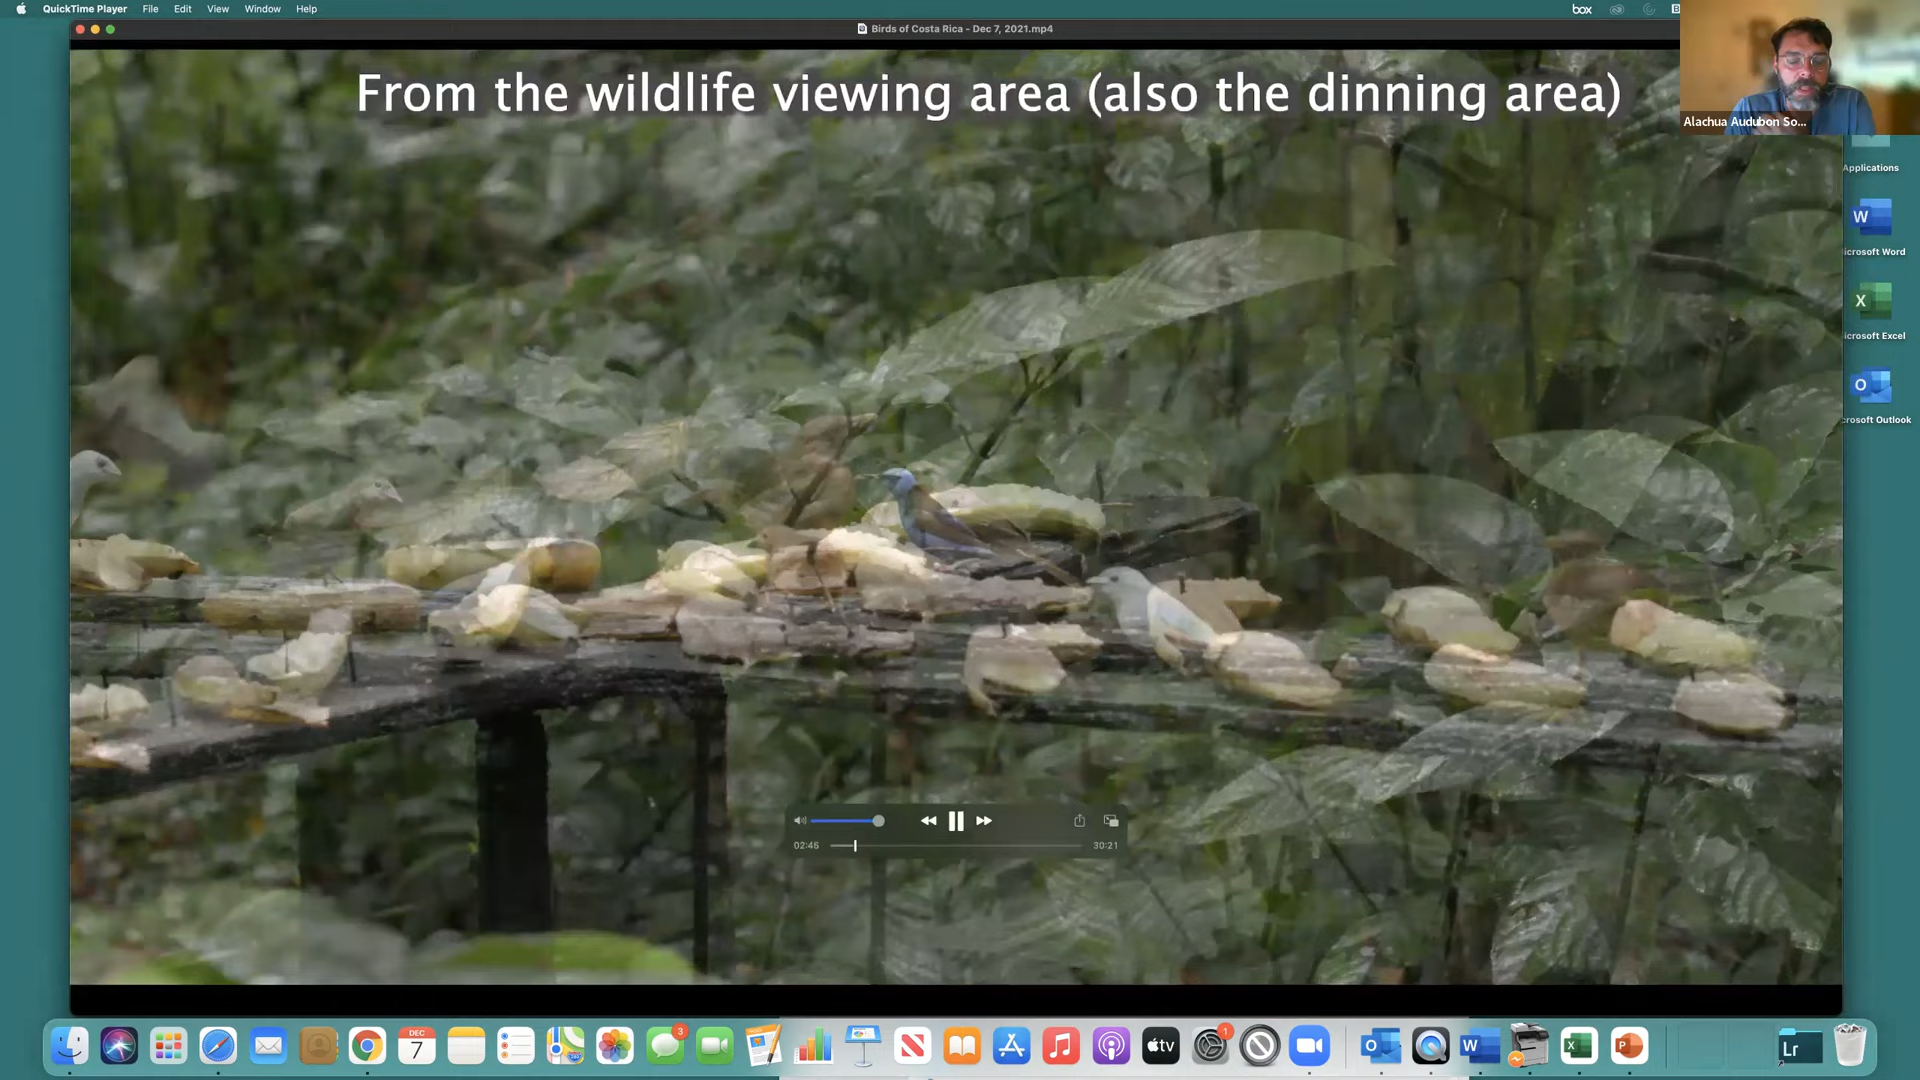 QuickTime Player File Edit View Window Help box
Birds of Costa Rica - Dec 7, 2021.mp4
From the wildlife viewing area (also the dinning area)
Alachua Audubon So...
Applications
W
icrosoft Word
X
icrosoft Excel
O
crosoft Outlook
02:46 30:21
DEC
7
3
1
tv
W
X
P
Lr